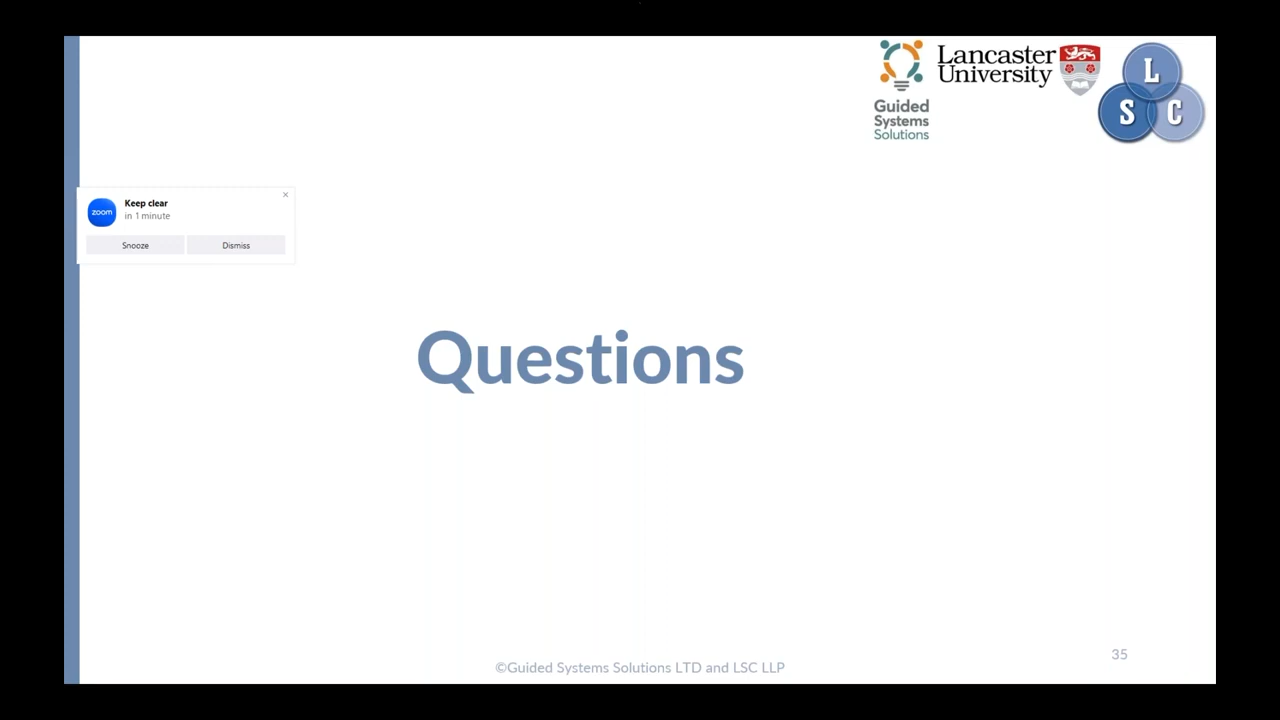 Guided
Systems
Solutions
Lancaster
University
L
S
C
zoom
Keep clear
in 1 minute
Snooze
Dismiss
Questions
©Guided Systems Solutions LTD and LSC LLP
35